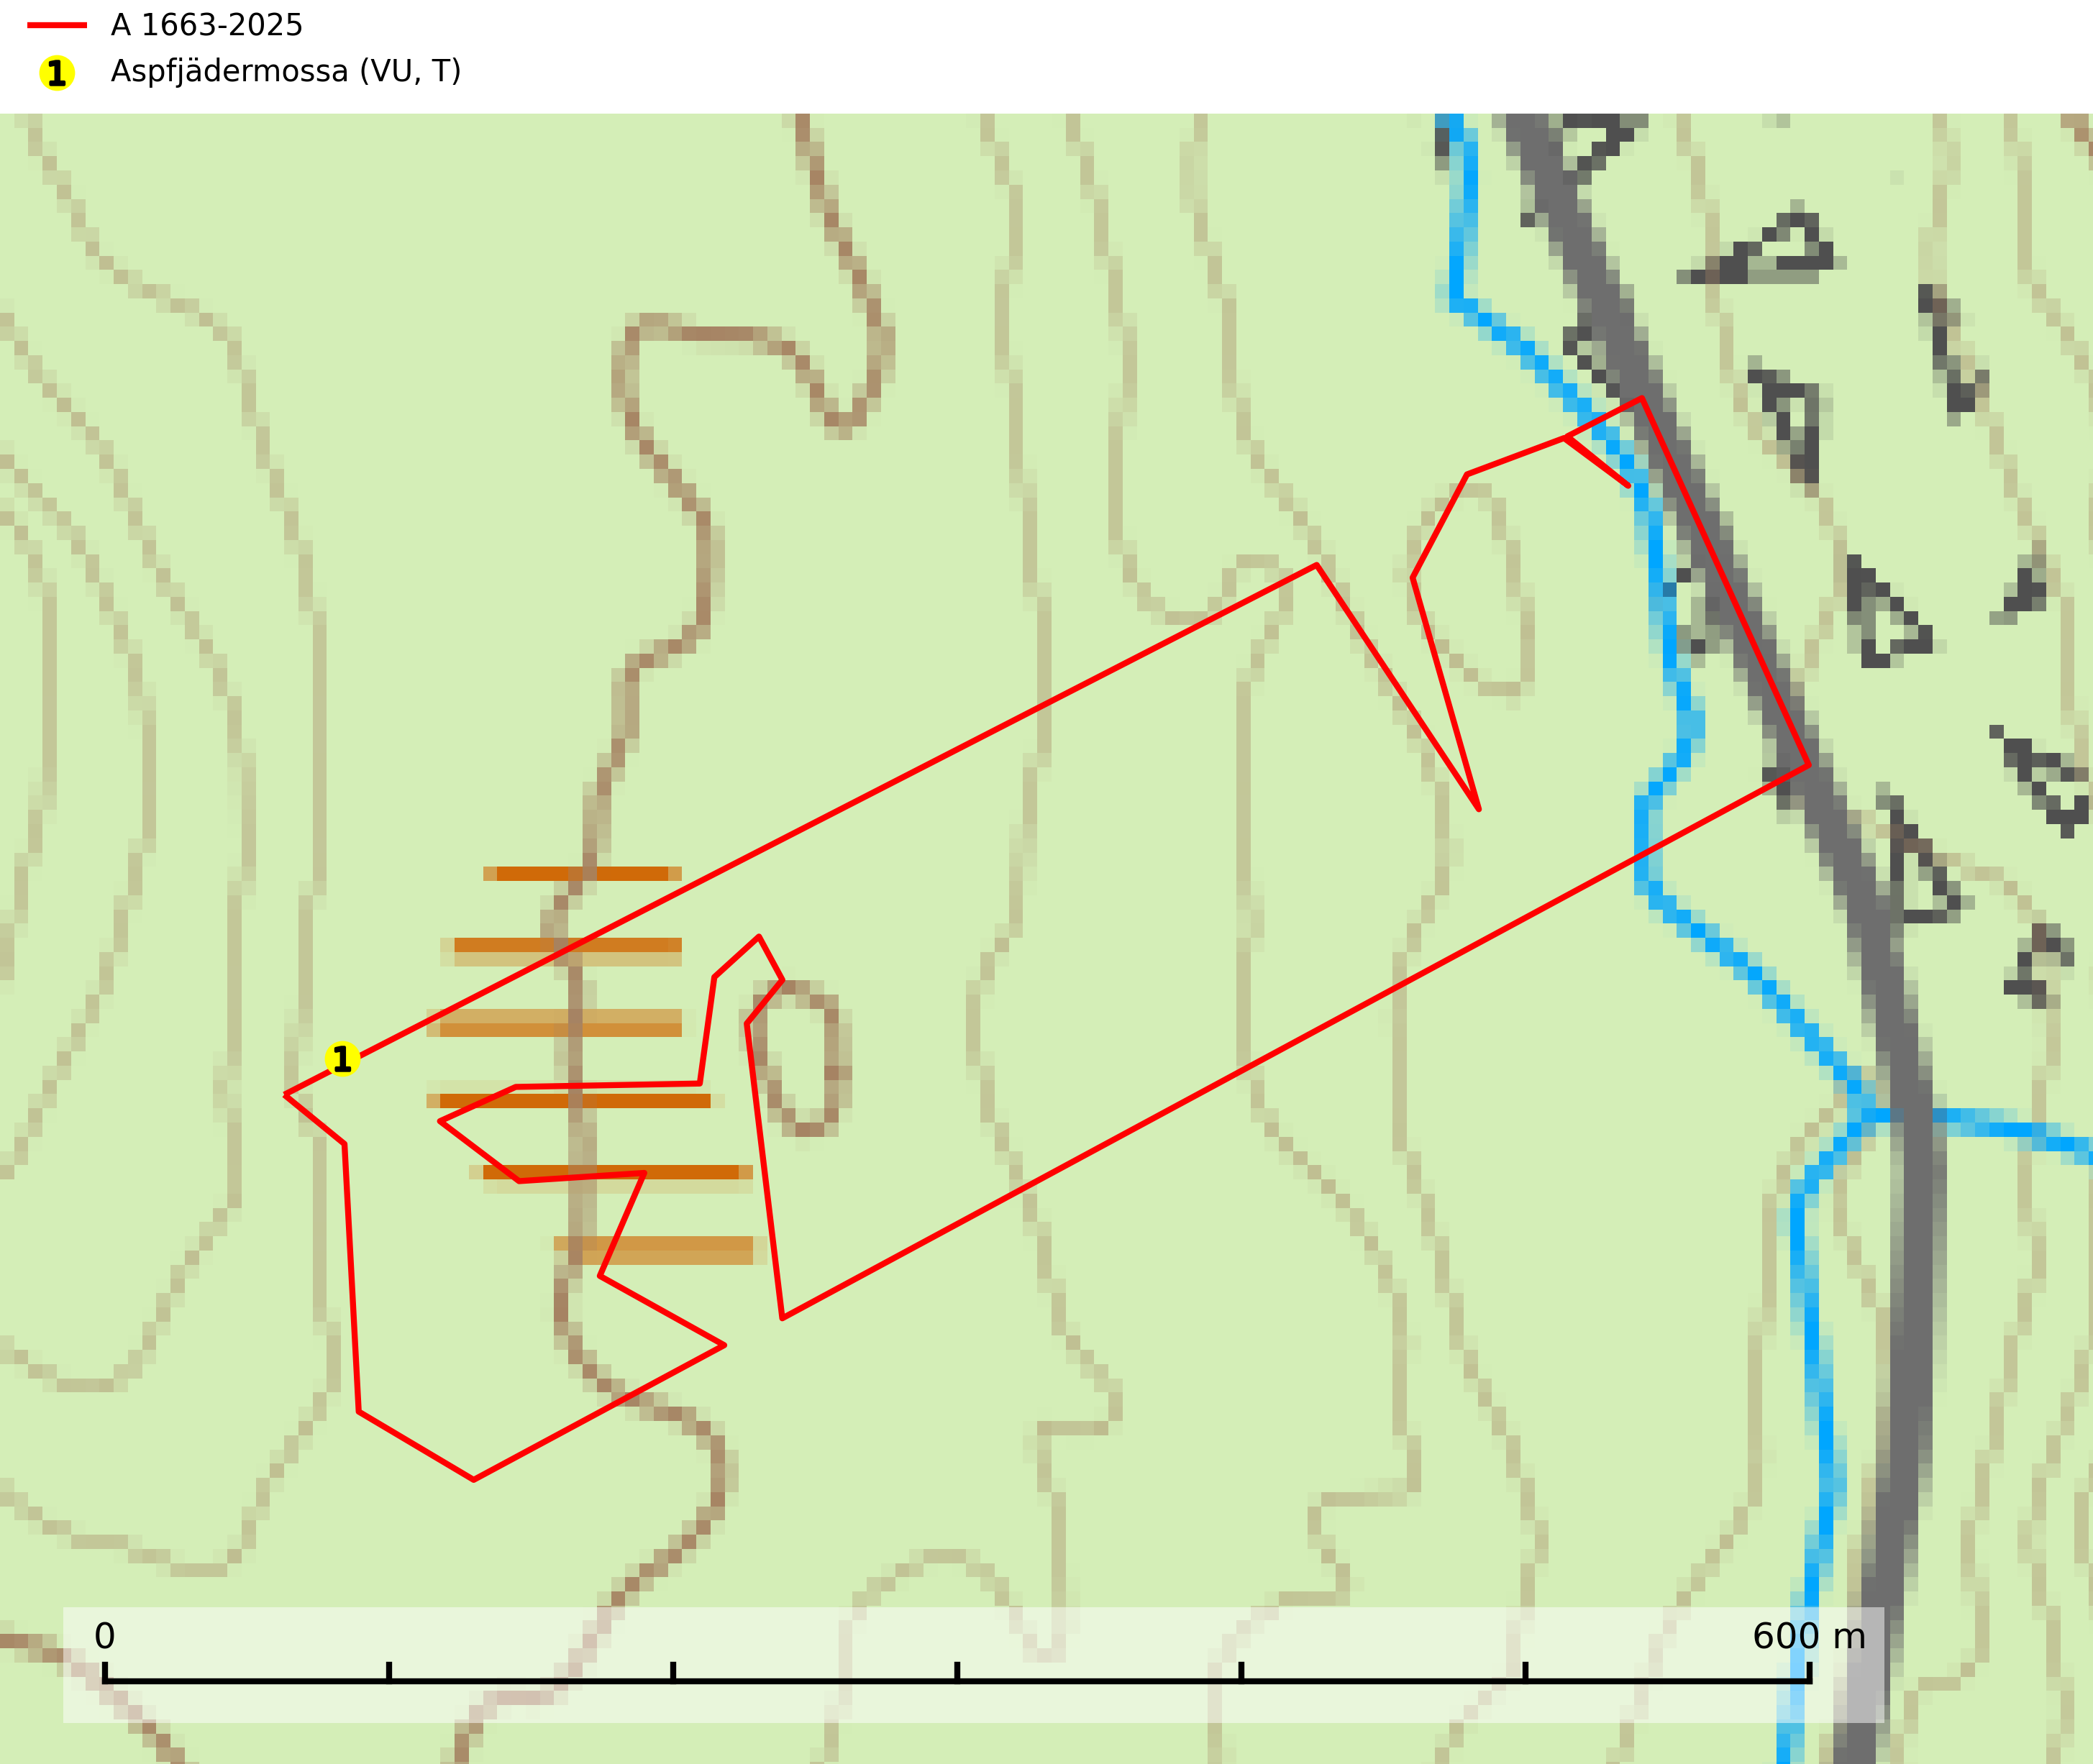 A 1663-2025
1 Aspfjädermossa (VU, T)
1
0 600 m